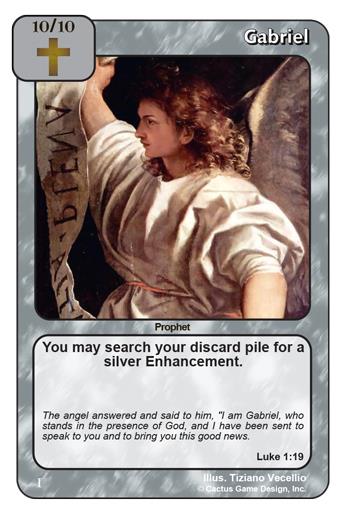 10/10
Gabriel
Prophet
You may search your discard pile for a
silver Enhancement.
The angel answered and said to him, "I am Gabriel, who
stands in the presence of God, and I have been sent to
speak to you and to bring you this good news.
Luke 1:19
I
Illus. Tiziano Vecellio
© Cactus Game Design, Inc.